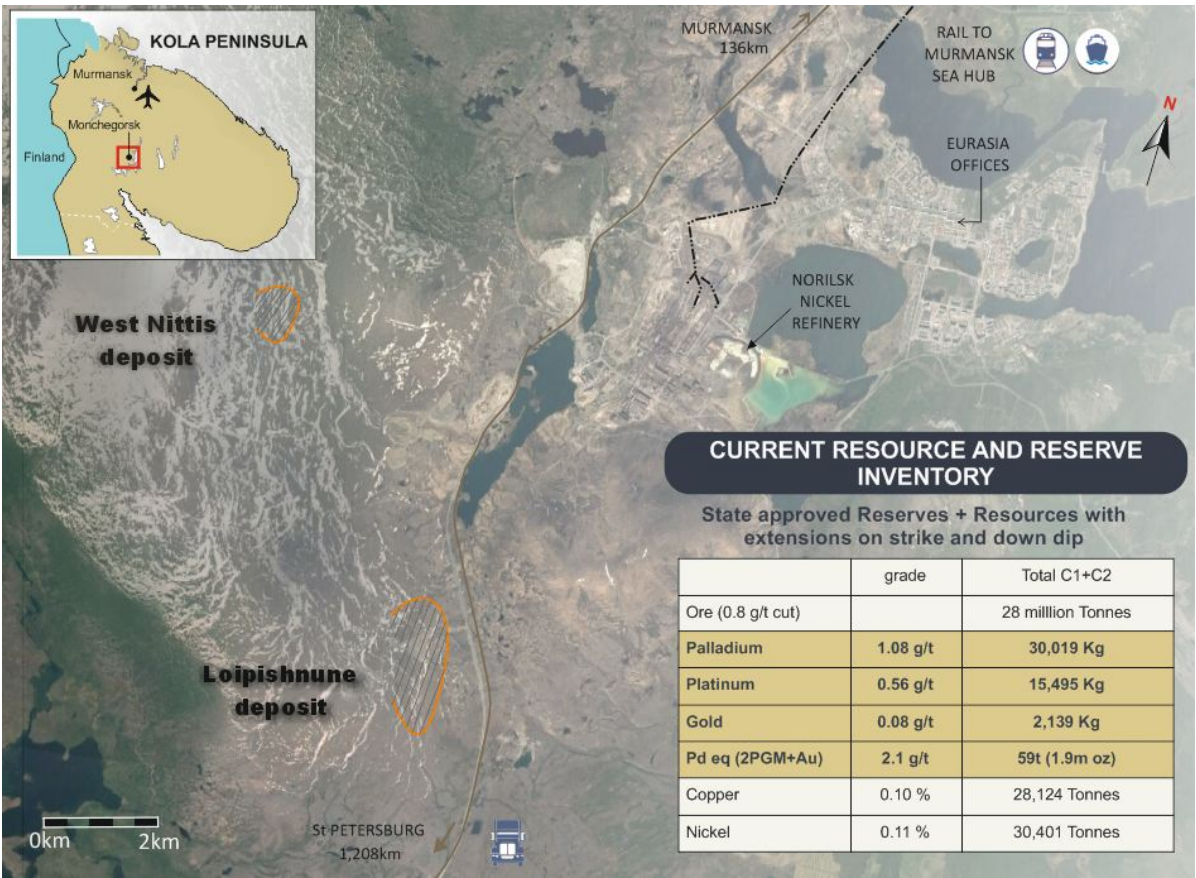 KOLA PENINSULA
Murmansk
Monchegorsk
Finland
MURMANSK
136km
RAIL TO
MURMANSK
SEA HUB
N
EURASIA
OFFICES
NORILSK
NICKEL
REFINERY
West Nittis
deposit
Loipishnune
deposit
0km 2km
St PETERSBURG
1,208km
CURRENT RESOURCE AND RESERVE
INVENTORY
State approved Reserves + Resources with
extensions on strike and down dip
grade Total C1+C2
Ore (0.8 g/t cut) 28 milllion Tonnes
Palladium 1.08 g/t 30,019 Kg
Platinum 0.56 g/t 15,495 Kg
Gold 0.08 g/t 2,139 Kg
Pd eq (2PGM+Au) 2.1 g/t 59t (1.9m oz)
Copper 0.10 % 28,124 Tonnes
Nickel 0.11 % 30,401 Tonnes